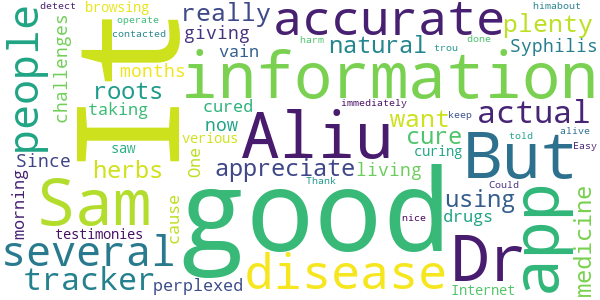 detect browsing operate contacted
really accurate himabout
giving harm trou done plenty
vain natural Syphilis
people challenges It information
months roots cured immediately
taking now Aliu want actual
saw verious cure told keep
Since herbs appreciate living curing But alive
morning One Thank Could Easy
Sam good using app
cause nice drugs medicine
testimonies
several disease Dr
tracker perplexed Internet